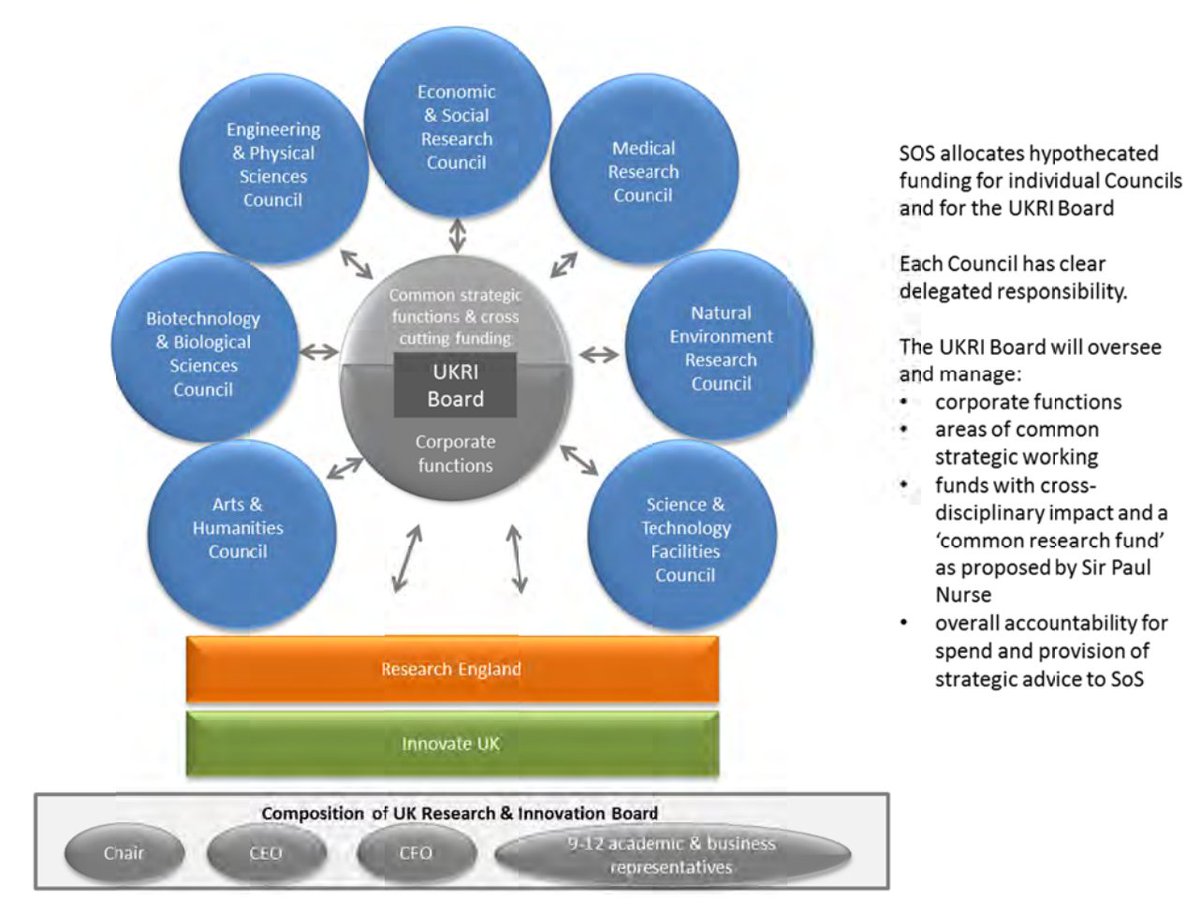 Economic
& Social
Research
Council
Engineering
& Physical
Sciences
Council
Medical
Research
Council
Biotechnology
& Biological
Sciences
Council
Common strategic
functions & cross
cutting funding
UKRI
Board
Corporate
functions
Natural
Environment
Research
Council
Arts &
Humanities
Council
Science &
Technology
Facilities
Council
Research England
Innovate UK
Composition of UK Research & Innovation Board
Chair
CEO
CFO
9-12 academic & business
representatives
SOS allocates hypothecated
funding for individual Councils
and for the UKRI Board
Each Council has clear
delegated responsibility.
The UKRI Board will oversee
and manage:
• corporate functions
• areas of common
strategic working
• funds with cross-
disciplinary impact and a
‘common research fund’
as proposed by Sir Paul
Nurse
• overall accountability for
spend and provision of
strategic advice to SoS